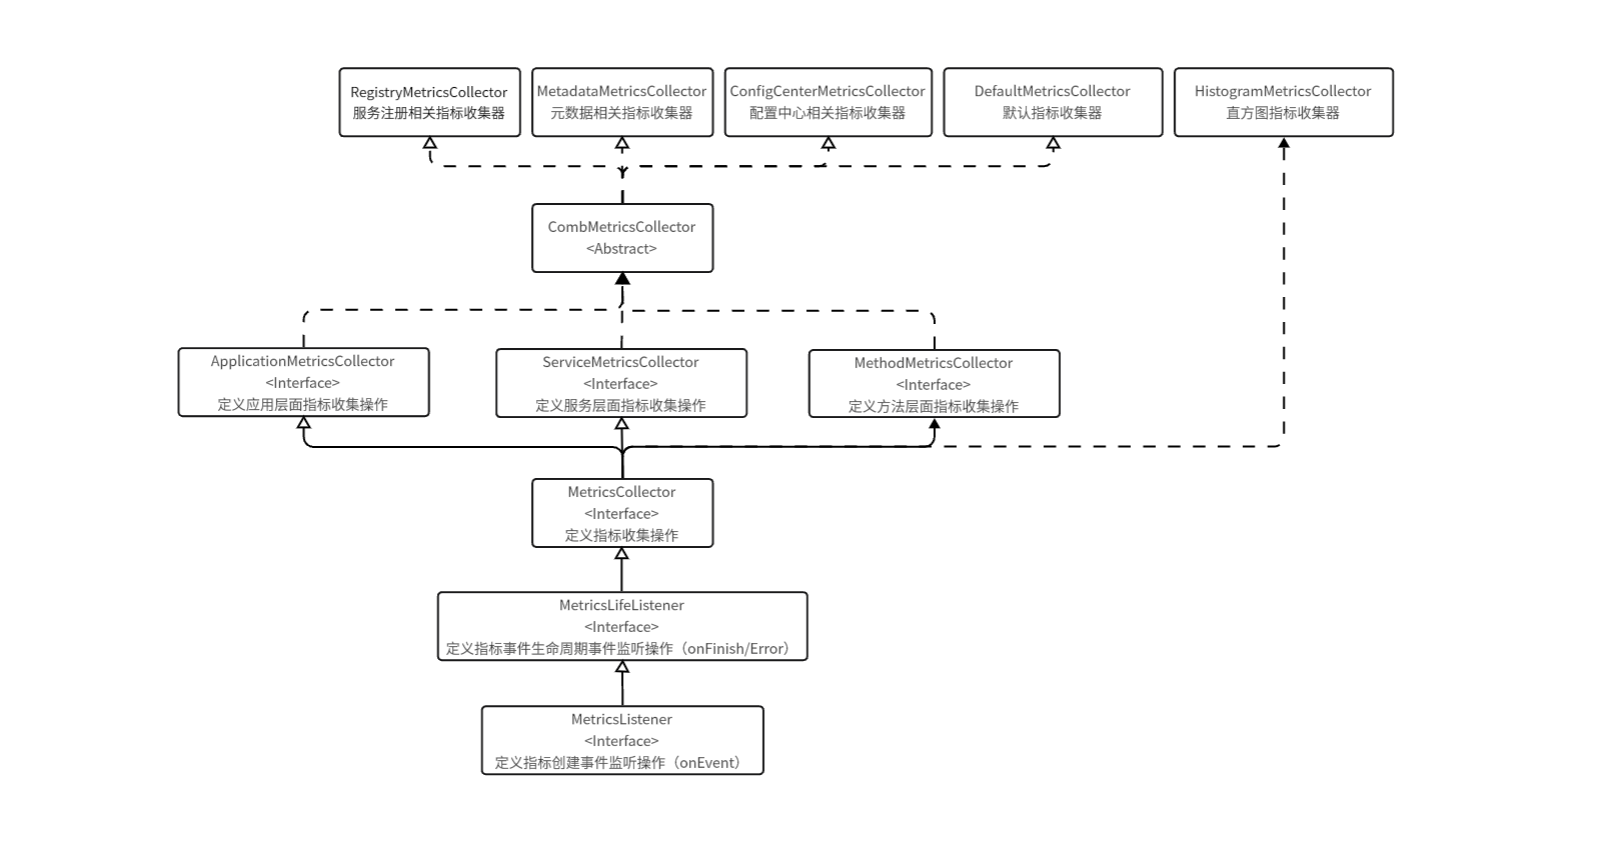 RegistryMetricsCollector
服务注册相关指标收集器
MetadataMetricsCollector
元数据相关指标收集器
ConfigCenterMetricsCollector
配置中心相关指标收集器
DefaultMetricsCollector
默认指标收集器
HistogramMetricsCollector
直方图指标收集器
CombMetricsCollector
<Abstract>
ApplicationMetricsCollector
<Interface>
定义应用层面指标收集操作
ServiceMetricsCollector
<Interface>
定义服务层面指标收集操作
MethodMetricsCollector
<Interface>
定义方法层面指标收集操作
MetricsCollector
<Interface>
定义指标收集操作
MetricsLifeListener
<Interface>
定义指标事件生命周期事件监听操作（onFinish/Error）
MetricsListener
<Interface>
定义指标创建事件监听操作（onEvent）